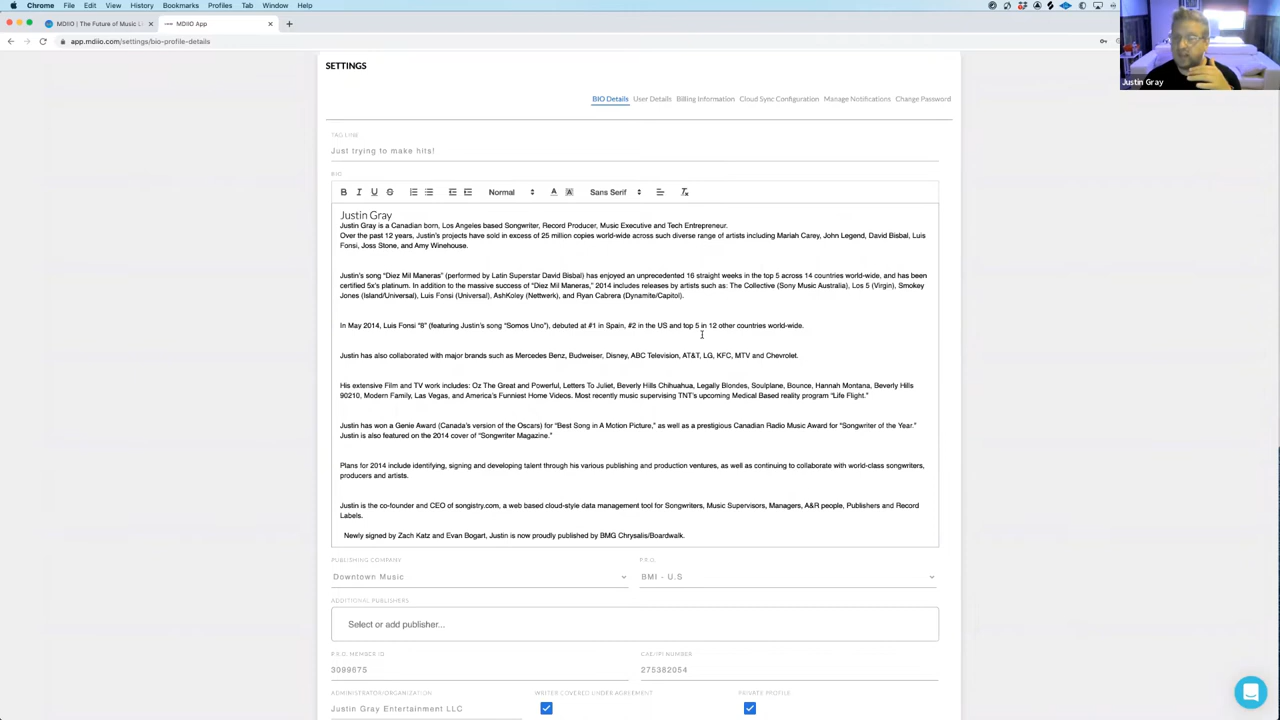 Chrome File Edit View History Bookmarks Profiles Tab Window Help
MDIIO | The Future of Music L MDIIO App
app.mdiio.com/settings/bio-profile-details
Justin Gray
SETTINGS
BIO Details User Details Billing Information Cloud Sync Configuration Manage Notifications Change Password
TAG LINE
Just trying to make hits!
BIO
Normal Sans Serif
Justin Gray
Justin Gray is a Canadian born, Los Angeles based Songwriter, Record Producer, Music Executive and Tech Entrepreneur.
Over the past 12 years, Justin's projects have sold in excess of 25 million copies world-wide across such diverse range of artists including Mariah Carey, John Legend, David Bisbal, Luis
Fonsi, Joss Stone, and Amy Winehouse.
Justin's song "Diez Mil Maneras" (performed by Latin Superstar David Bisbal) has enjoyed an unprecedented 16 straight weeks in the top 5 across 14 countries world-wide, and has been
certified 5x's platinum. In addition to the massive success of "Diez Mil Maneras," 2014 includes releases by artists such as: The Collective (Sony Music Australia), Los 5 (Virgin), Smokey
Jones (Island/Universal), Luis Fonsi (Universal), AshKoley (Nettwerk), and Ryan Cabrera (Dynamite/Capitol).
In May 2014, Luis Fonsi "8" (featuring Justin's song "Somos Uno"), debuted at #1 in Spain, #2 in the US and top 5 in 12 other countries world-wide.
Justin has also collaborated with major brands such as Mercedes Benz, Budweiser, Disney, ABC Television, AT&T, LG, KFC, MTV and Chevrolet.
His extensive Film and TV work includes: Oz The Great and Powerful, Letters To Juliet, Beverly Hills Chihuahua, Legally Blondes, Soulplane, Bounce, Hannah Montana, Beverly Hills
90210, Modern Family, Las Vegas, and America's Funniest Home Videos. Most recently music supervising TNT's upcoming Medical Based reality program "Life Flight."
Justin has won a Genie Award (Canada's version of the Oscars) for "Best Song in A Motion Picture," as well as a prestigious Canadian Radio Music Award for "Songwriter of the Year."
Justin is also featured on the 2014 cover of "Songwriter Magazine."
Plans for 2014 include identifying, signing and developing talent through his various publishing and production ventures, as well as continuing to collaborate with world-class songwriters,
producers and artists.
Justin is the co-founder and CEO of songistry.com, a web based cloud-style data management tool for Songwriters, Music Supervisors, Managers, A&R people, Publishers and Record
Labels.
Newly signed by Zach Katz and Evan Bogart, Justin is now proudly published by BMG Chrysalis/Boardwalk.
PUBLISHING COMPANY P.R.O.
Downtown Music BMI - U.S
ADDITIONAL PUBLISHERS
Select or add publisher...
P.R.O. MEMBER ID CAE/IPI NUMBER
3099675 275382054
ADMINISTRATOR/ORGANIZATION WRITER COVERED UNDER AGREEMENT PRIVATE PROFILE
Justin Gray Entertainment LLC